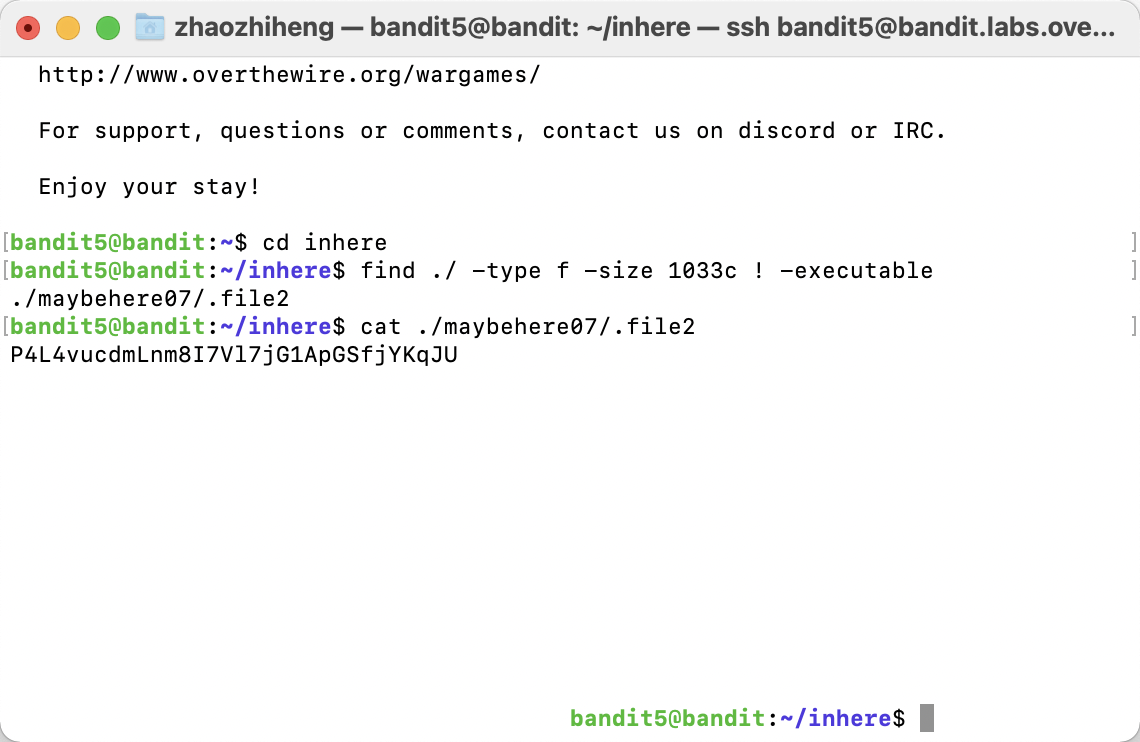 zhaozhiheng — bandit5@bandit: ~/inhere — ssh bandit5@bandit.labs.ove...
http://www.overthewire.org/wargames/
For support, questions or comments, contact us on discord or IRC.
Enjoy your stay!
[bandit5@bandit:~$ cd inhere ]
[bandit5@bandit:~/inhere$ find ./ -type f -size 1033c ! -executable ]
./maybehere07/.file2
[bandit5@bandit:~/inhere$ cat ./maybehere07/.file2 ]
P4L4vucdmLnm8I7Vl7jG1ApGSfjYKqJU
bandit5@bandit:~/inhere$